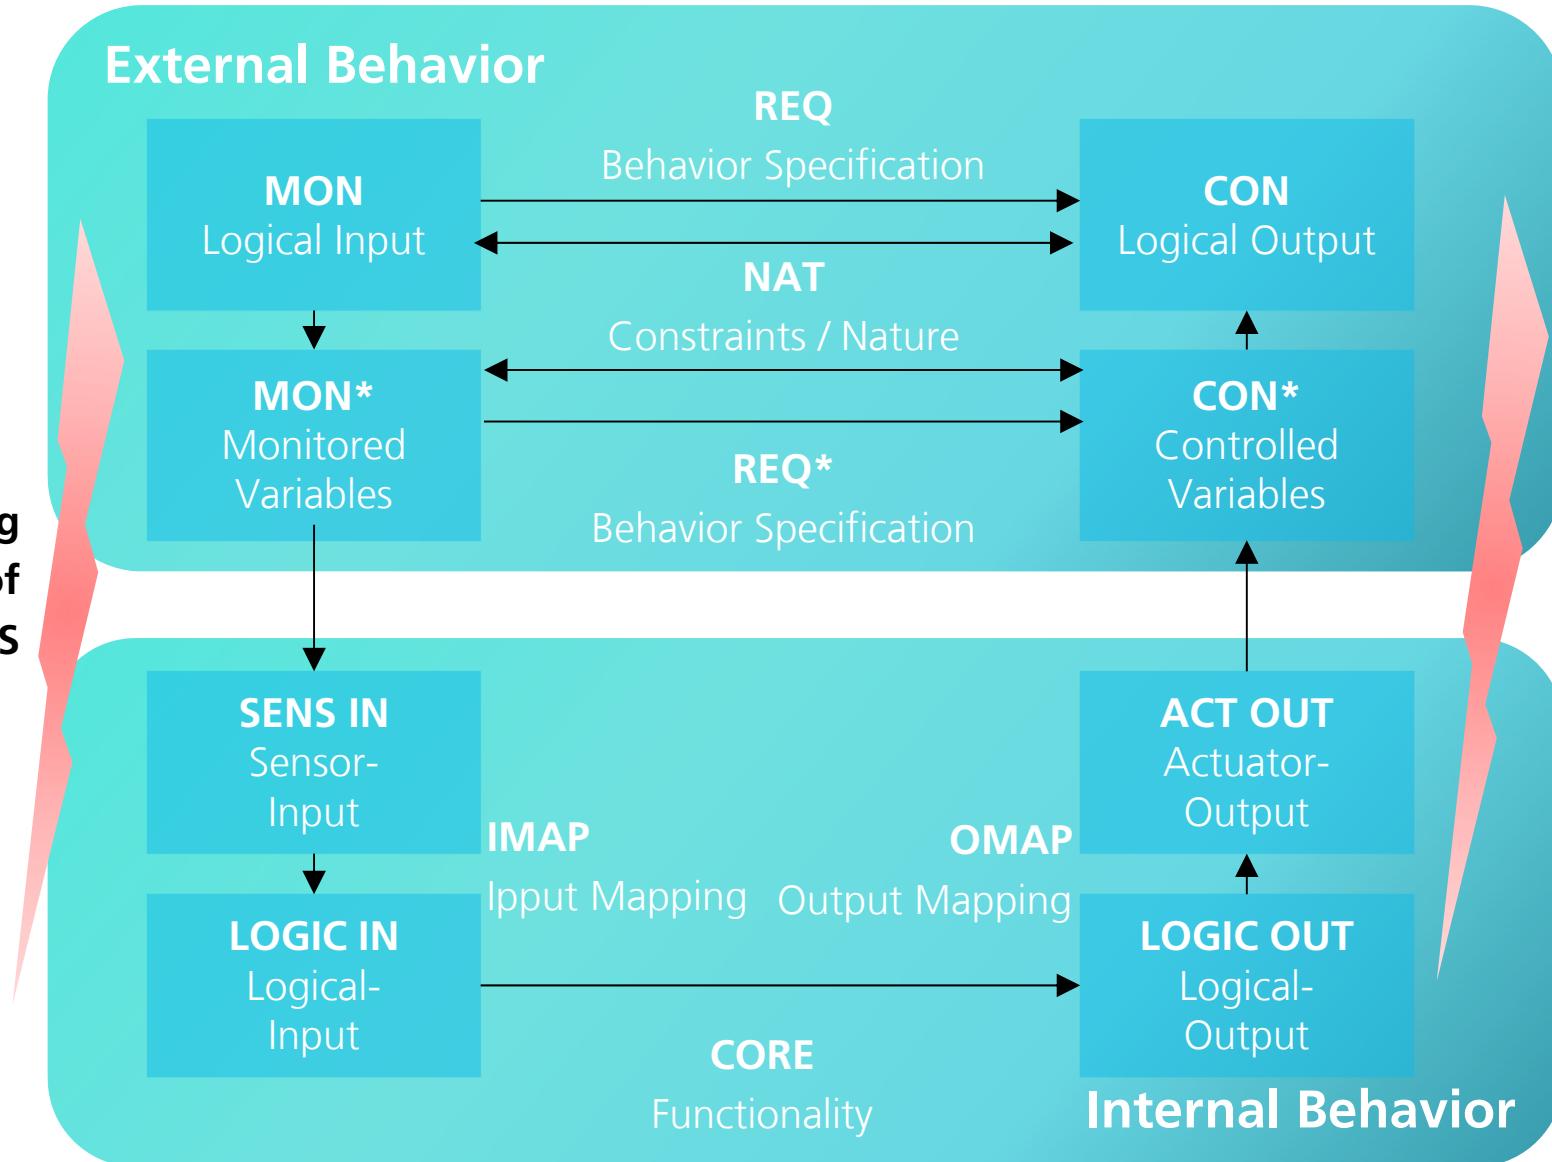 External Behavior
REQ
Behavior Specification
MON
Logical Input
CON
Logical Output
NAT
Constraints / Nature
MON*
Monitored
Variables
CON*
Controlled
Variables
REQ*
Behavior Specification
of
SENS IN
Sensor-
Input
ACT OUT
Actuator-
Output
IMAP
Ipput Mapping
OMAP
Output Mapping
LOGIC IN
Logical-
Input
LOGIC OUT
Logical-
Output
CORE
Functionality
Internal Behavior